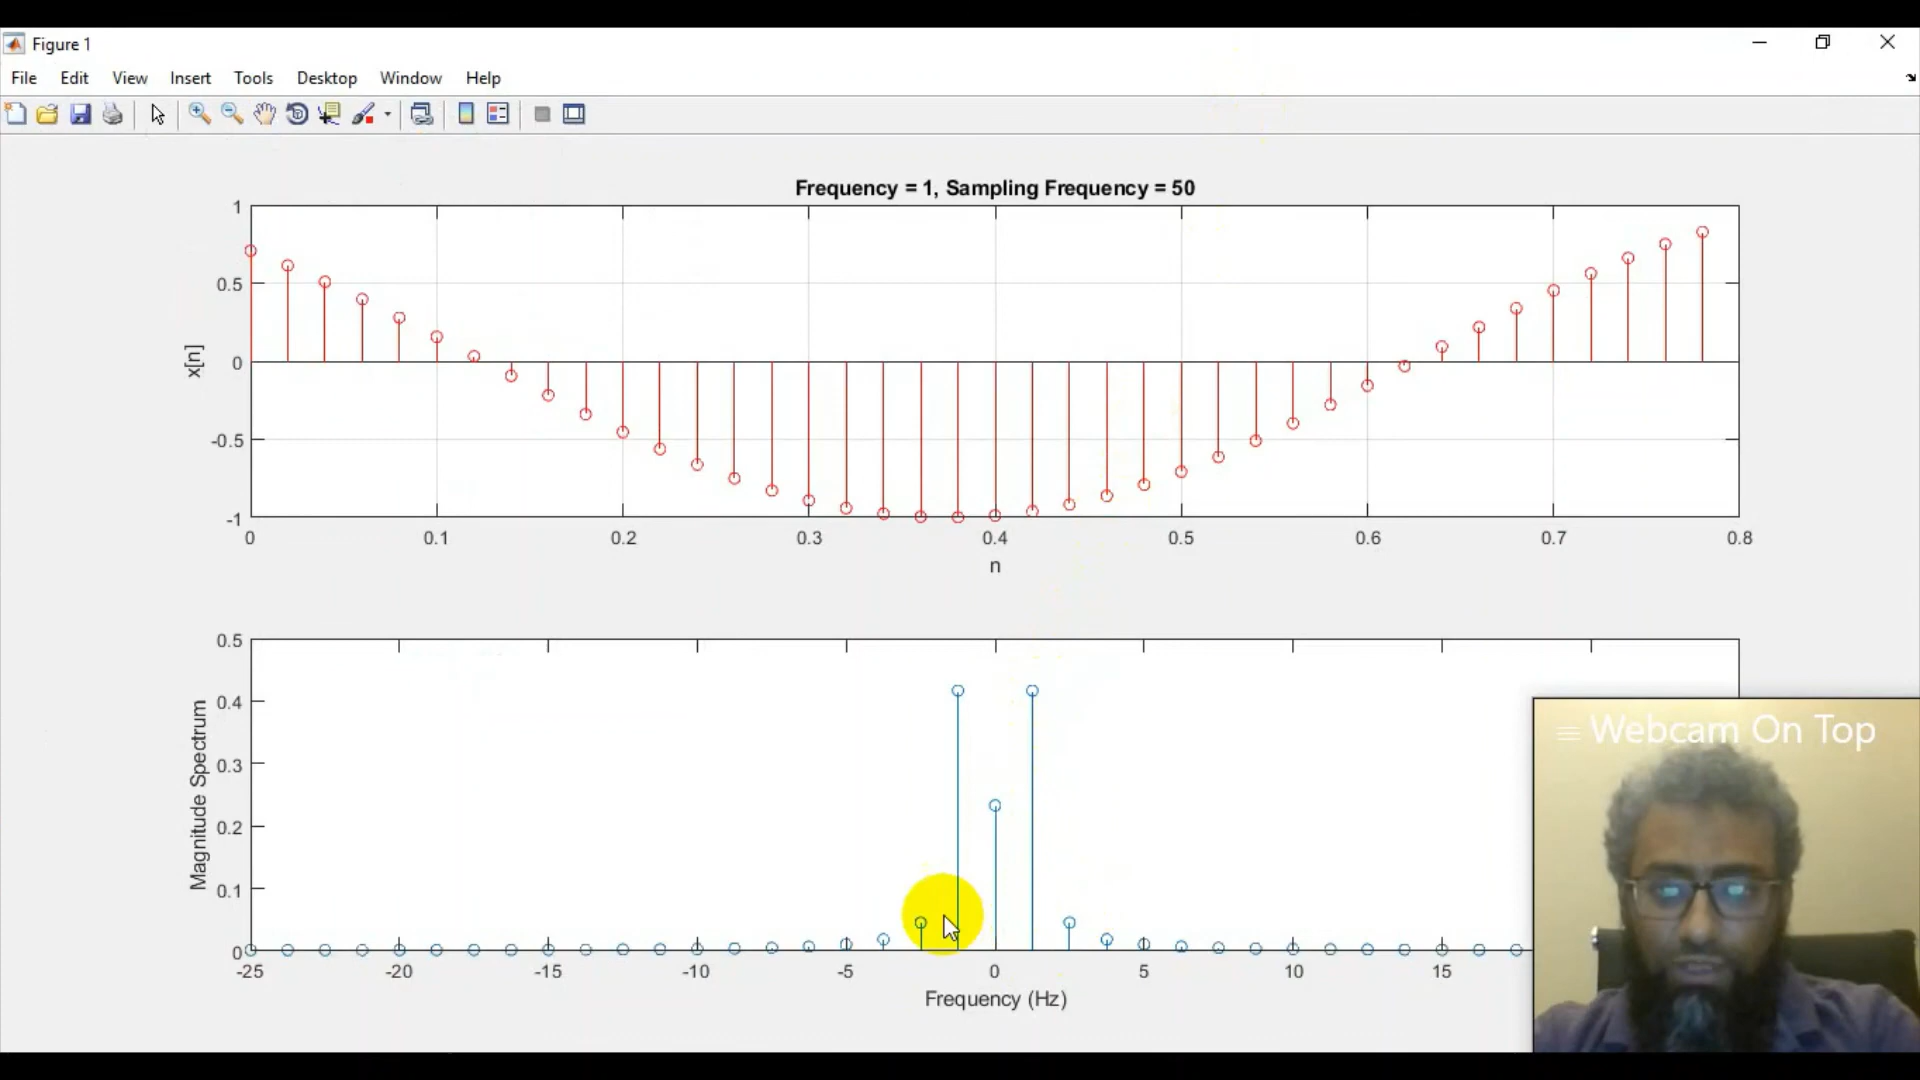 Figure 1
File Edit View Insert Tools Desktop Window Help
Frequency = 1, Sampling Frequency = 50
1
0.5
0
-0.5
-1
x[n]
0 0.1 0.2 0.3 0.4 0.5 0.6 0.7 0.8
n
0.5
0.4
0.3
0.2
0.1
0
Magnitude Spectrum
-25 -20 -15 -10 -5 0 5 10 15
Frequency (Hz)
Webcam On Top